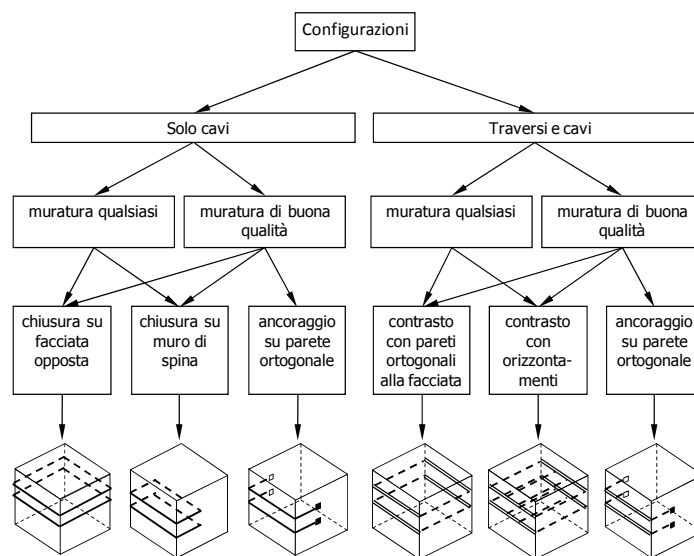 Configurazioni
Solo cavi
Traversi e cavi
muratura qualsiasi
muratura di buona
qualità
muratura qualsiasi
muratura di buona
qualità
chiusura su
facciata
opposta
chiusura su
muro di
spina
ancoraggio
su parete
ortogonale
contrasto
con pareti
ortogonali
alla facciata
contrasto
con
orizzonta-
menti
ancoraggio
su parete
ortogonale